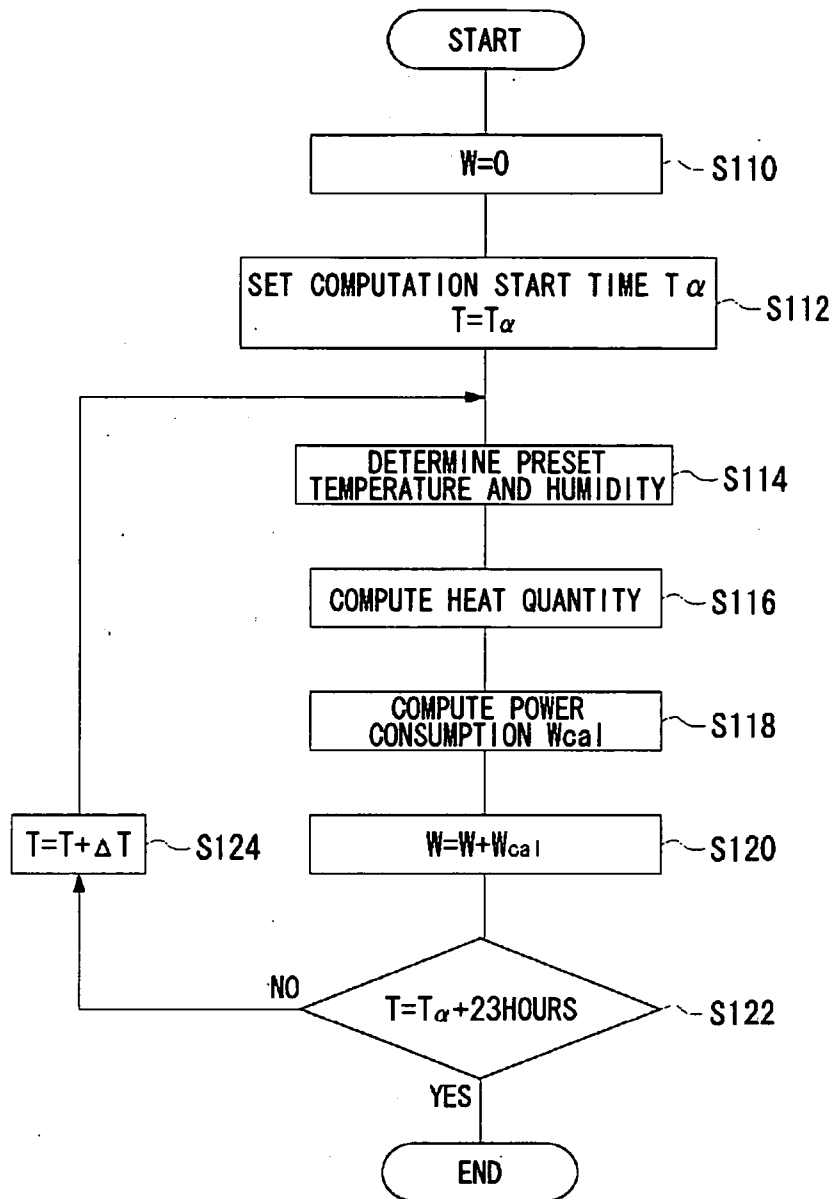 START
W=0
S110
SET COMPUTATION START TIME Tα
T=Tα
S112
DETERMINE PRESET
TEMPERATURE AND HUMIDITY
S114
COMPUTE HEAT QUANTITY
S116
COMPUTE POWER
CONSUMPTION Wcal
S118
T=T+ΔT
S124
W=W+Wcal
S120
NO
T=Tα+23HOURS
S122
YES
END